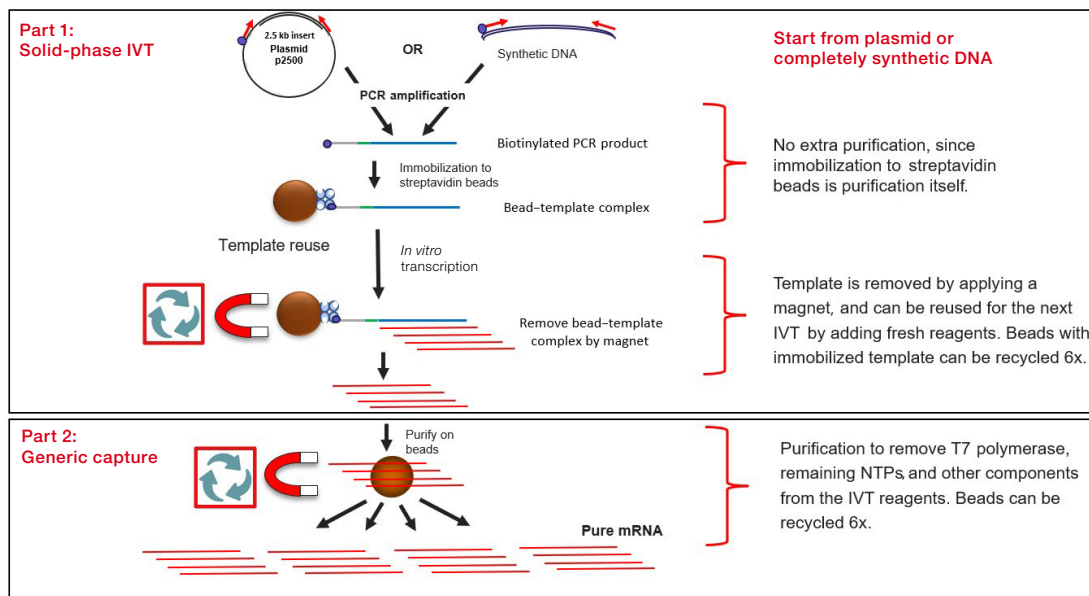 Part 1:
Solid-phase IVT
2.5 kb insert
Plasmid
p2500
OR
Synthetic DNA
Start from plasmid or
completely synthetic DNA
PCR amplification
Biotinylated PCR product
Immobilization to
streptavidin beads
Bead–template complex
No extra purification, since
immobilization to streptavidin
beads is purification itself.
Template reuse
In vitro
transcription
Remove bead–template
complex by magnet
Template is removed by applying a
magnet, and can be reused for the next
IVT by adding fresh reagents. Beads with
immobilized template can be recycled 6x.
Part 2:
Generic capture
Purify on
beads
Pure mRNA
Purification to remove T7 polymerase,
remaining NTPs, and other components
from the IVT reagents. Beads can be
recycled 6x.